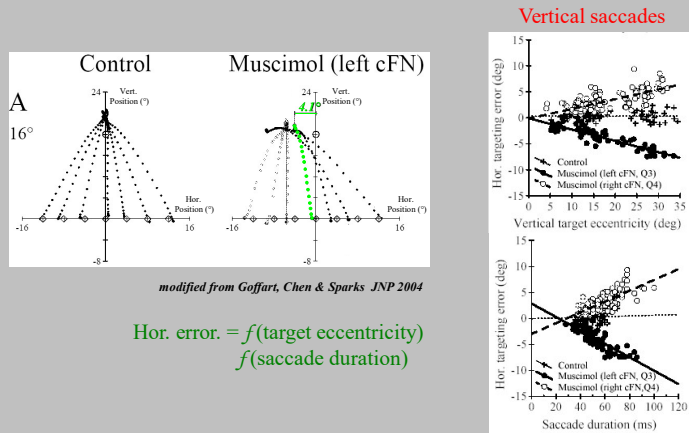 Vertical saccades
Control
Muscimol (left cFN)
A
16°
24
Vert.
Position (°)
Hor.
Position (°)
-16
16
-8
24
4.1°
Vert.
Position (°)
Hor.
Position (°)
-16
16
-8
modified from Goffart, Chen & Sparks JNP 2004
Hor. error. = f(target eccentricity)
f(saccade duration)
Hor. targeting error (deg)
15
10
5
0
-5
-10
-15
Control
Muscimol (left cFN, Q3)
Muscimol (right cFN, Q4)
0 5 10 15 20 25 30 35
Vertical target eccentricity (deg)
Hor. targeting error (deg)
15
10
5
0
-5
-10
-15
Control
Muscimol (left cFN, Q3)
Muscimol (right cFN,Q4)
0 20 40 60 80 100 120
Saccade duration (ms)